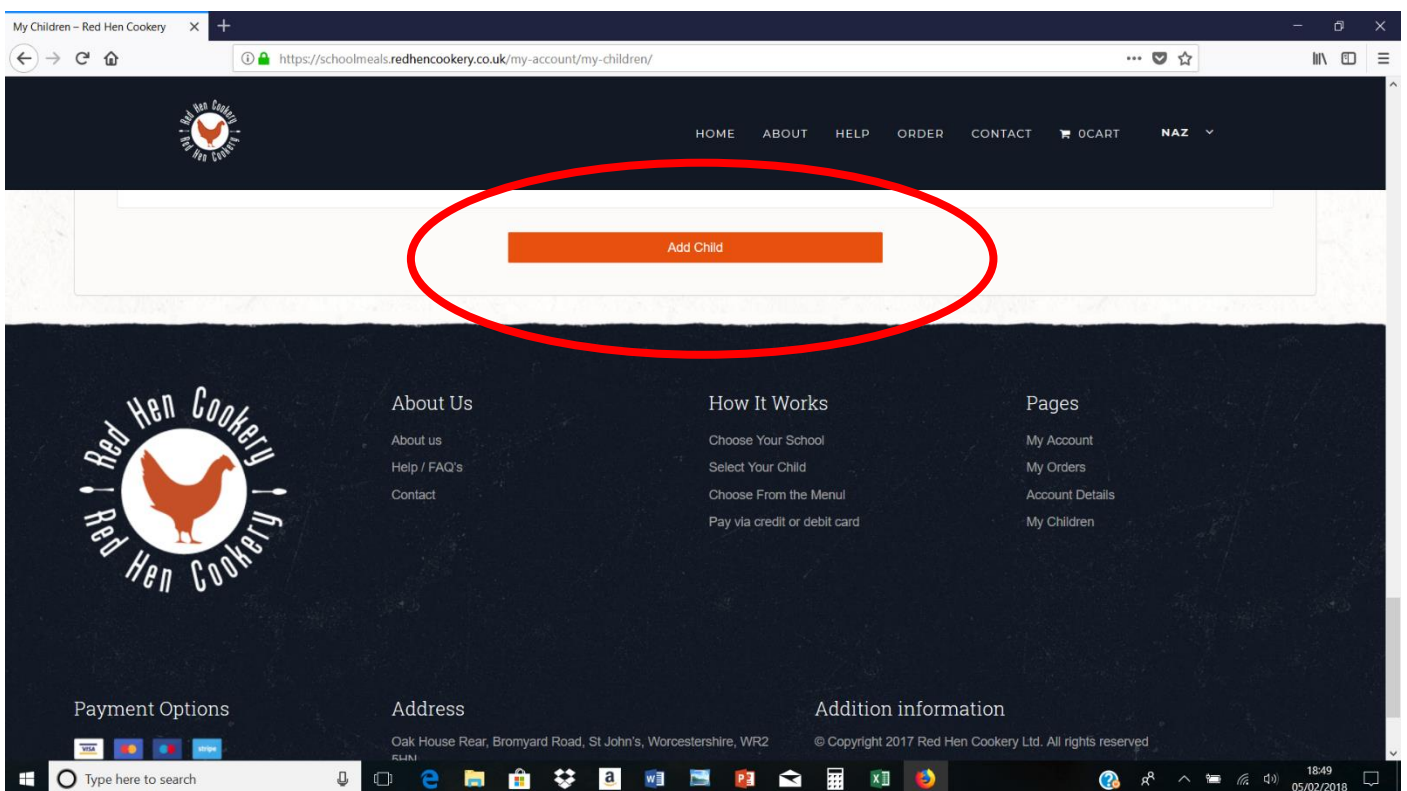 My Children – Red Hen Cookery
https://schoolmeals.redhencookery.co.uk/my-account/my-children/
Red Hen Cookery
Red Hen Cookery
HOME ABOUT HELP ORDER CONTACT 0CART NAZ
Add Child
Red Hen Cookery
Red Hen Cookery
About Us
About us
Help / FAQ's
Contact
How It Works
Choose Your School
Select Your Child
Choose From the Menul
Pay via credit or debit card
Pages
My Account
My Orders
Account Details
My Children
Payment Options
VISA stripe
Address
Oak House Rear, Bromyard Road, St John's, Worcestershire, WR2
5HN
Addition information
© Copyright 2017 Red Hen Cookery Ltd. All rights reserved
Type here to search
18:49
05/02/2018